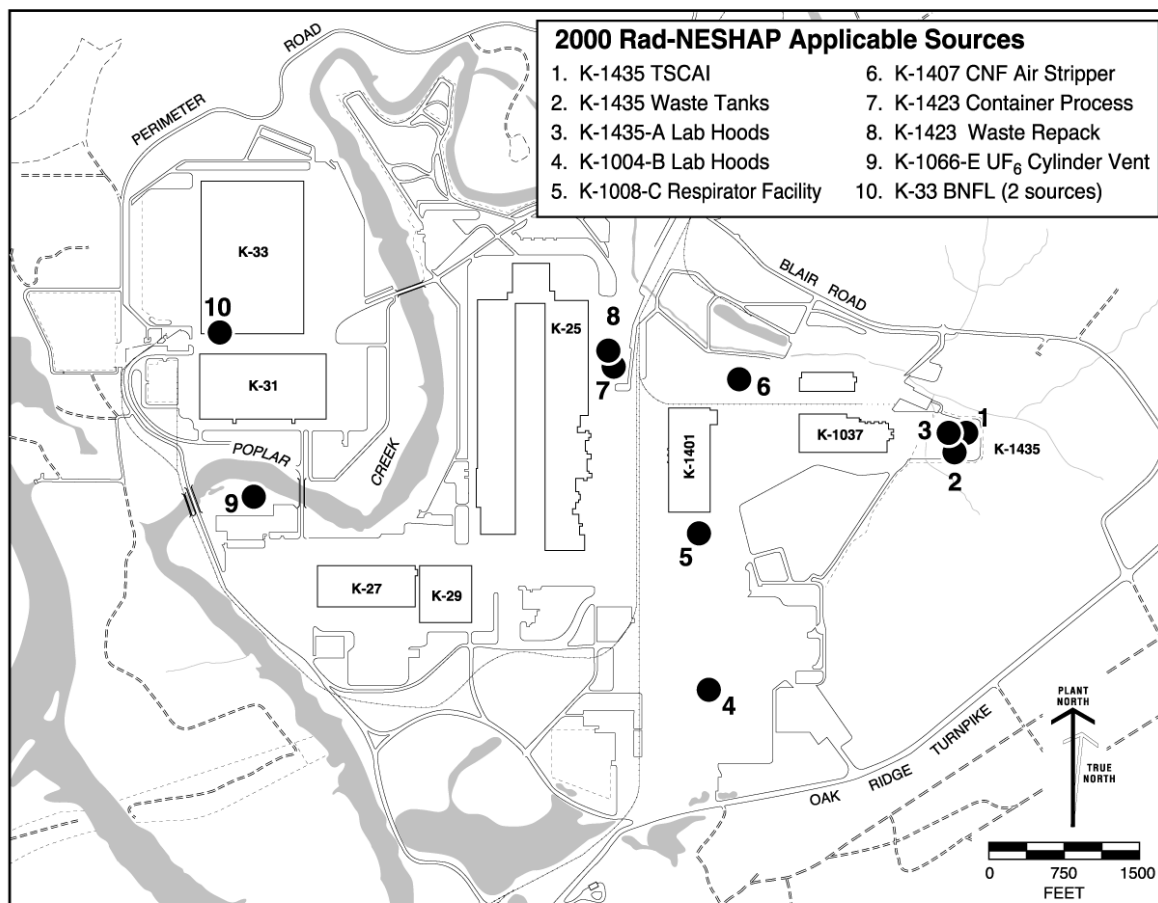 2000 Rad-NESHAP Applicable Sources
1. K-1435 TSCAI
2. K-1435 Waste Tanks
3. K-1435-A Lab Hoods
4. K-1004-B Lab Hoods
5. K-1008-C Respirator Facility
6. K-1407 CNF Air Stripper
7. K-1423 Container Process
8. K-1423 Waste Repack
9. K-1066-E UF6 Cylinder Vent
10. K-33 BNFL (2 sources)
PERIMETER ROAD
BLAIR ROAD
K-33
10
K-31
K-25
8
7
6
K-1401
K-1037
3
1
2
K-1435
POPLAR CREEK
9
5
K-27
K-29
4
OAK RIDGE TURNPIKE
PLANT
NORTH
TRUE
NORTH
0 750 1500
FEET